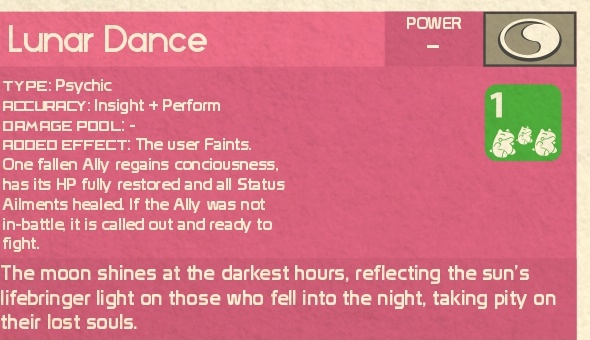 Lunar Dance
POWER
–
TYPE: Psychic
ACCURACY: Insight + Perform
DAMAGE POOL: -
ADDED EFFECT: The user Faints.
One fallen Ally regains conciousness,
has its HP fully restored and all Status
Ailments healed. If the Ally was not
in-battle, it is called out and ready to
fight.
1
The moon shines at the darkest hours, reflecting the sun's
lifebringer light on those who fell into the night, taking pity on
their lost souls.